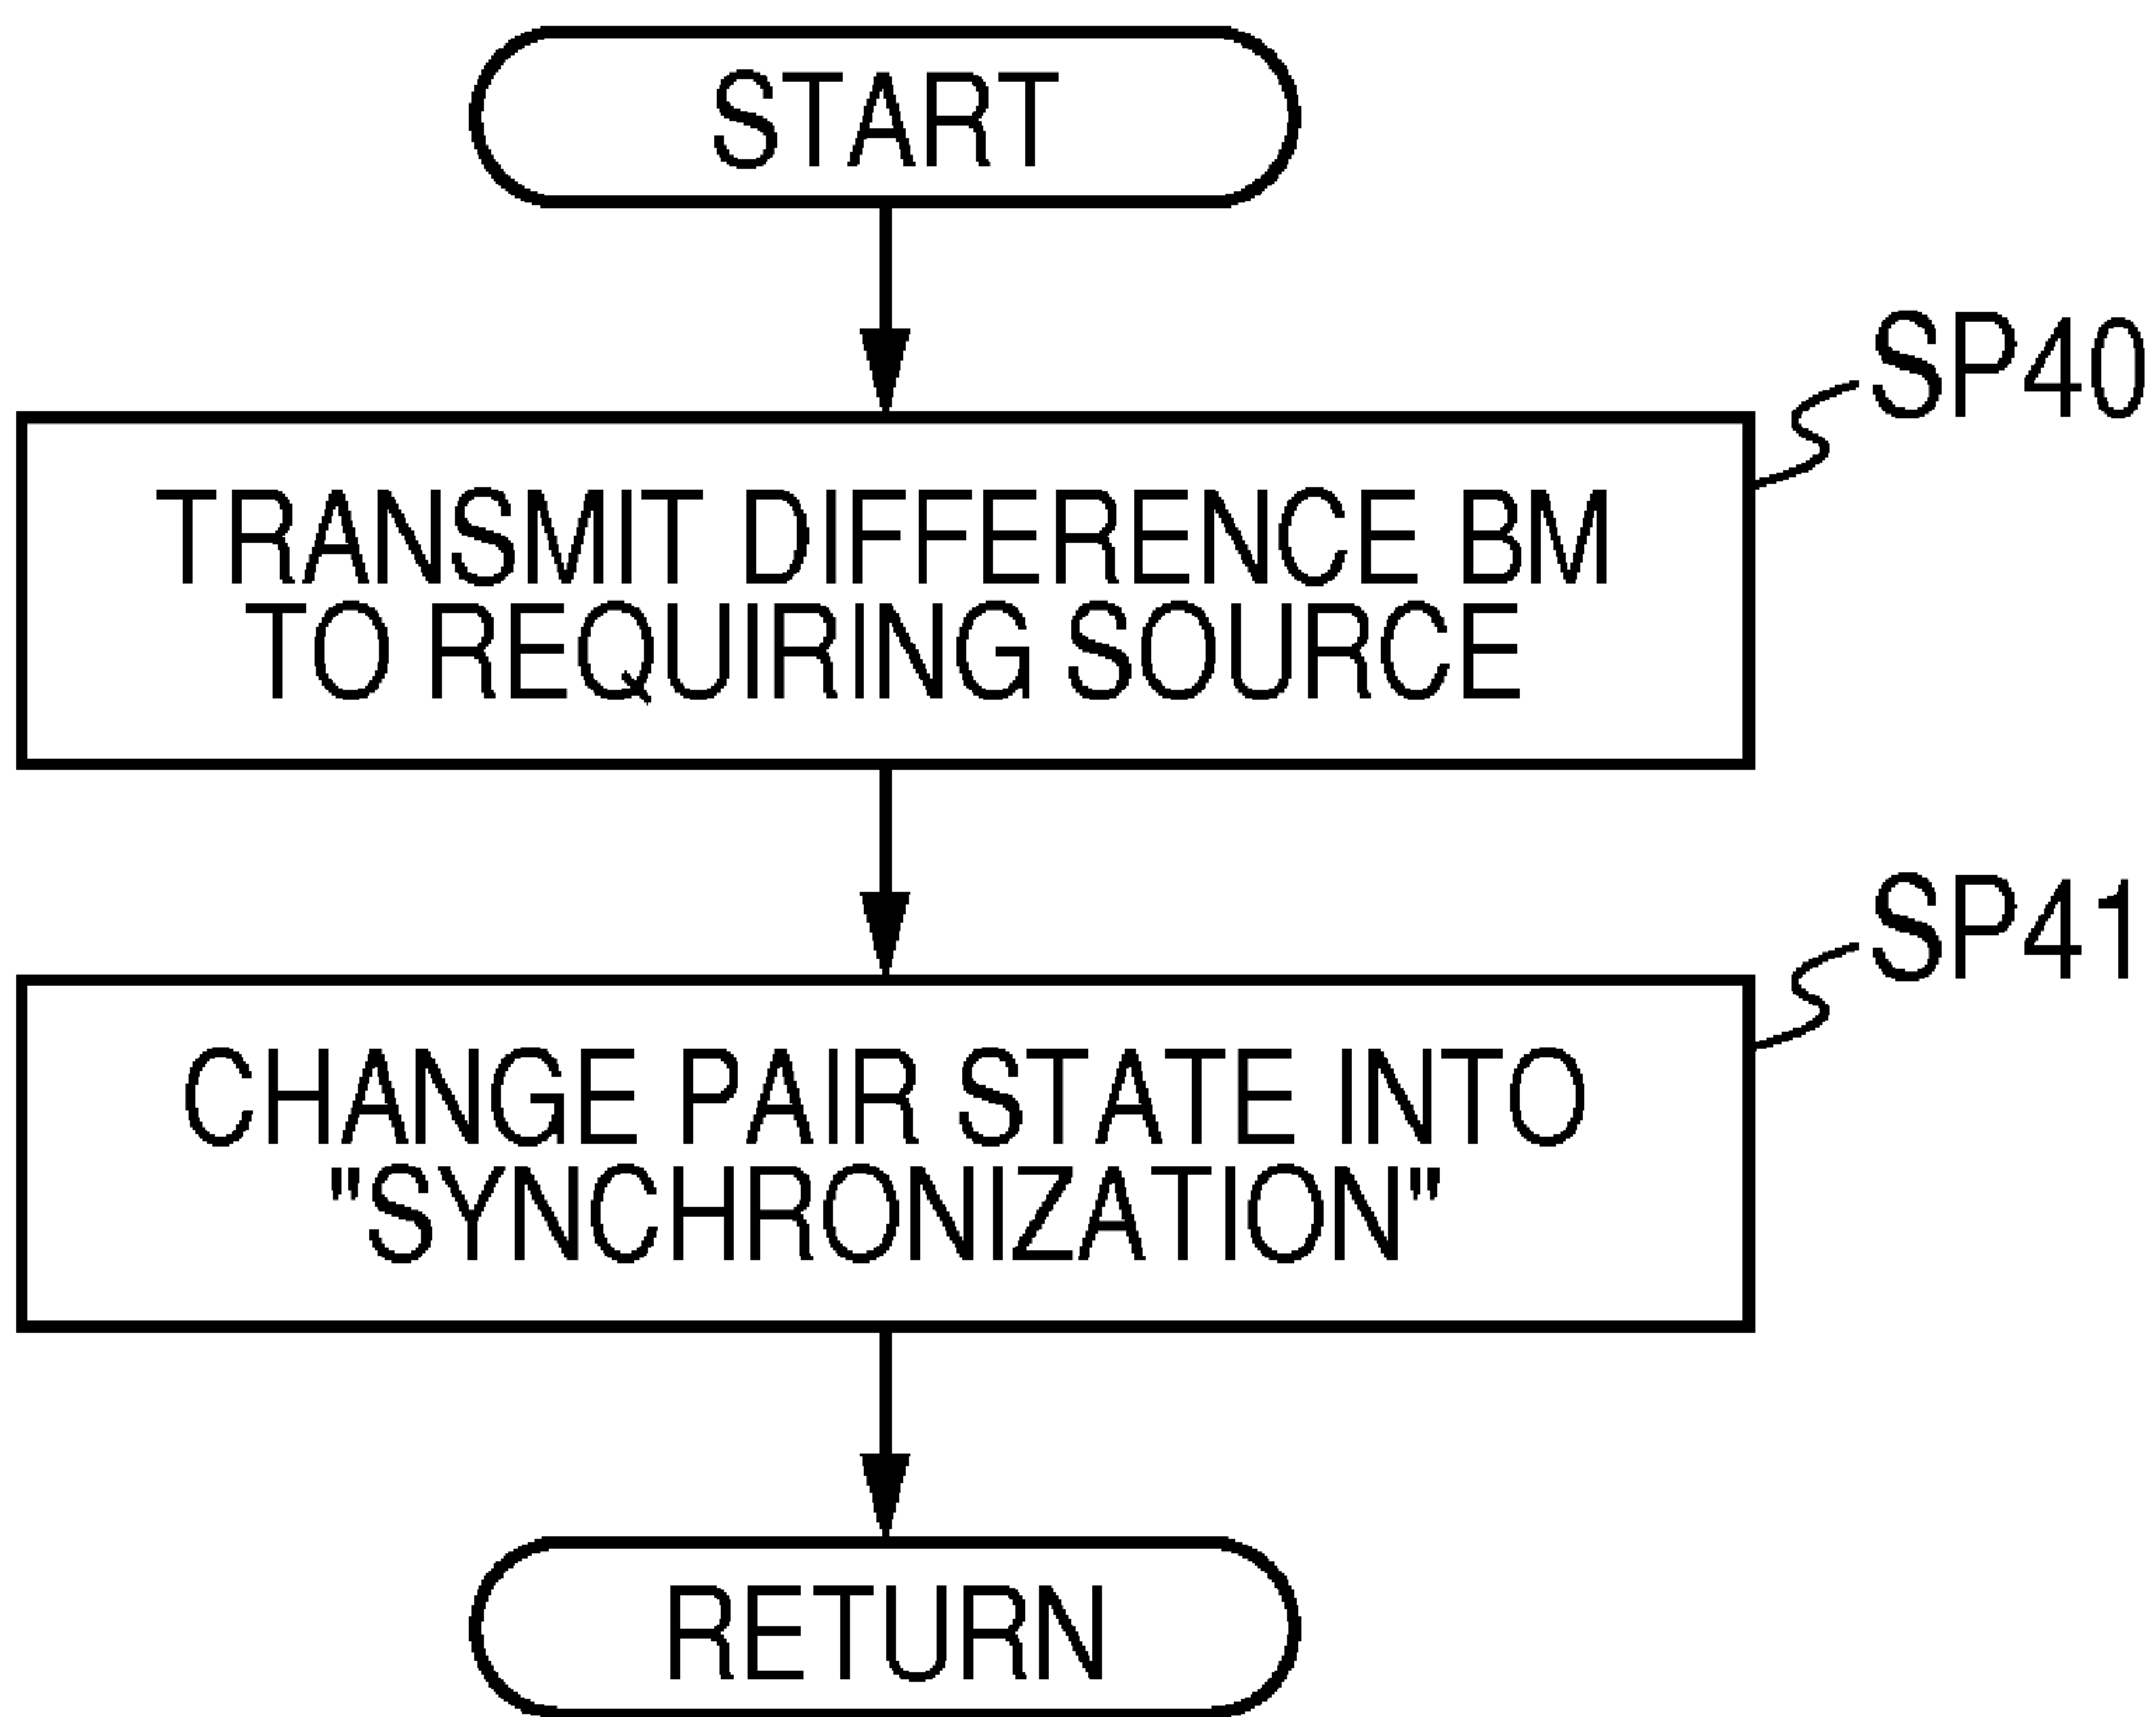 START
SP40
TRANSMIT DIFFERENCE BM
TO REQUIRING SOURCE
SP41
CHANGE PAIR STATE INTO
"SYNCHRONIZATION"
RETURN